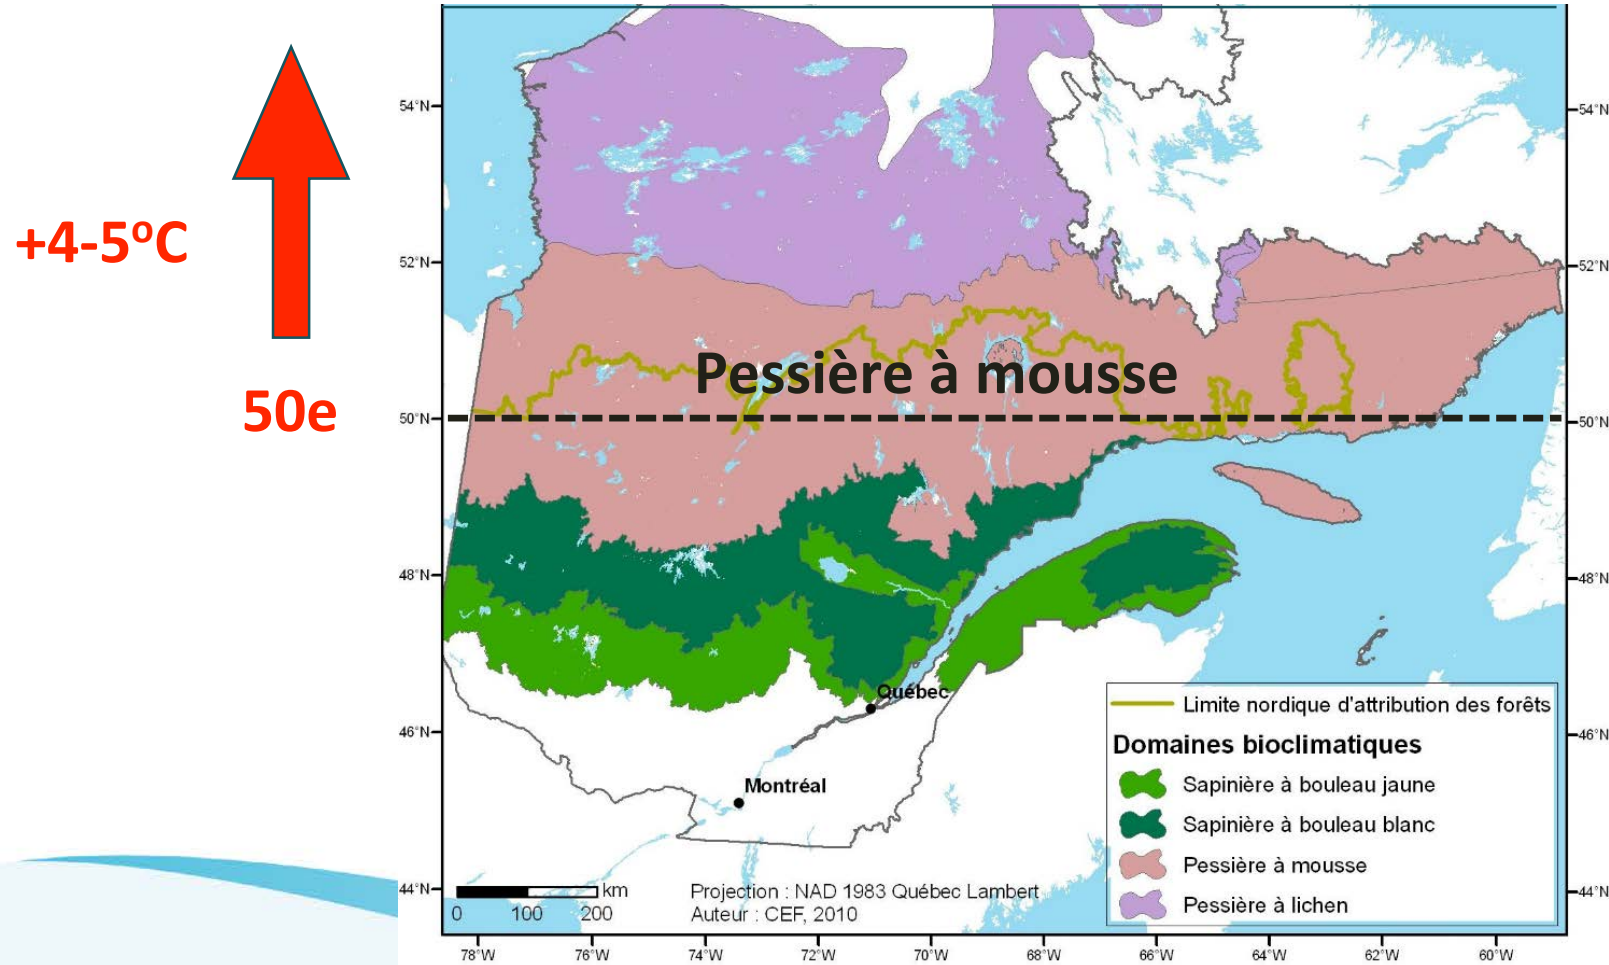 +4-5ºC
50e
54°N
52°N
50°N
48°N
46°N
44°N
Pessière à mousse
Québec
Montréal
54°N
52°N
50°N
48°N
46°N
44°N
Limite nordique d'attribution des forêts
Domaines bioclimatiques
Sapinière à bouleau jaune
Sapinière à bouleau blanc
Pessière à mousse
Pessière à lichen
km
0 100 200
Projection : NAD 1983 Québec Lambert
Auteur : CEF, 2010
78°W 76°W 74°W 72°W 70°W 68°W 66°W 64°W 62°W 60°W